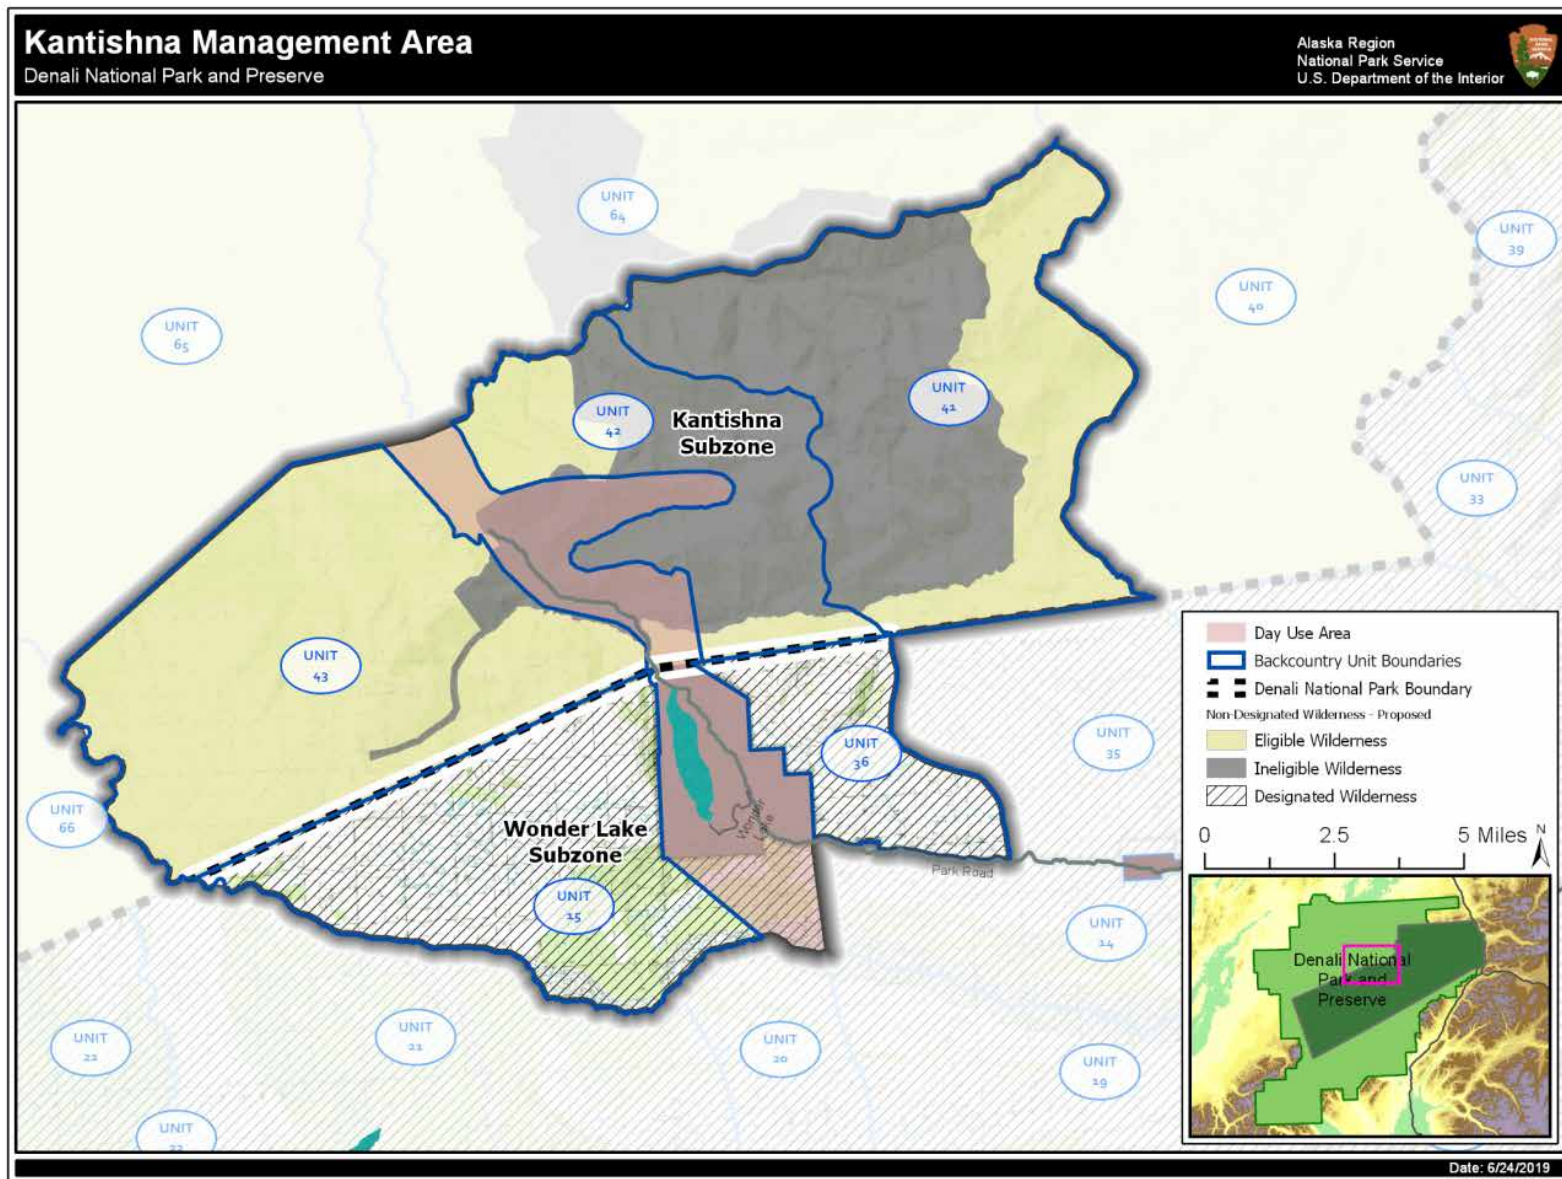 Kantishna Management Area
Denali National Park and Preserve
Alaska Region
National Park Service
U.S. Department of the Interior
UNIT
64
UNIT
39
UNIT
40
UNIT
65
UNIT
41
UNIT
42
Kantishna
Subzone
UNIT
33
UNIT
43
UNIT
35
UNIT
36
UNIT
66
Wonder Lake
Subzone
Wonder
Lake
Park Road
UNIT
15
UNIT
14
UNIT
22
UNIT
21
UNIT
20
UNIT
19
UNIT
Day Use Area
Backcountry Unit Boundaries
Denali National Park Boundary
Non-Designated Wilderness - Proposed
Eligible Wilderness
Ineligible Wilderness
Designated Wilderness
0 2.5 5 Miles
N
Denali National
Park and
Preserve
Date: 6/24/2019